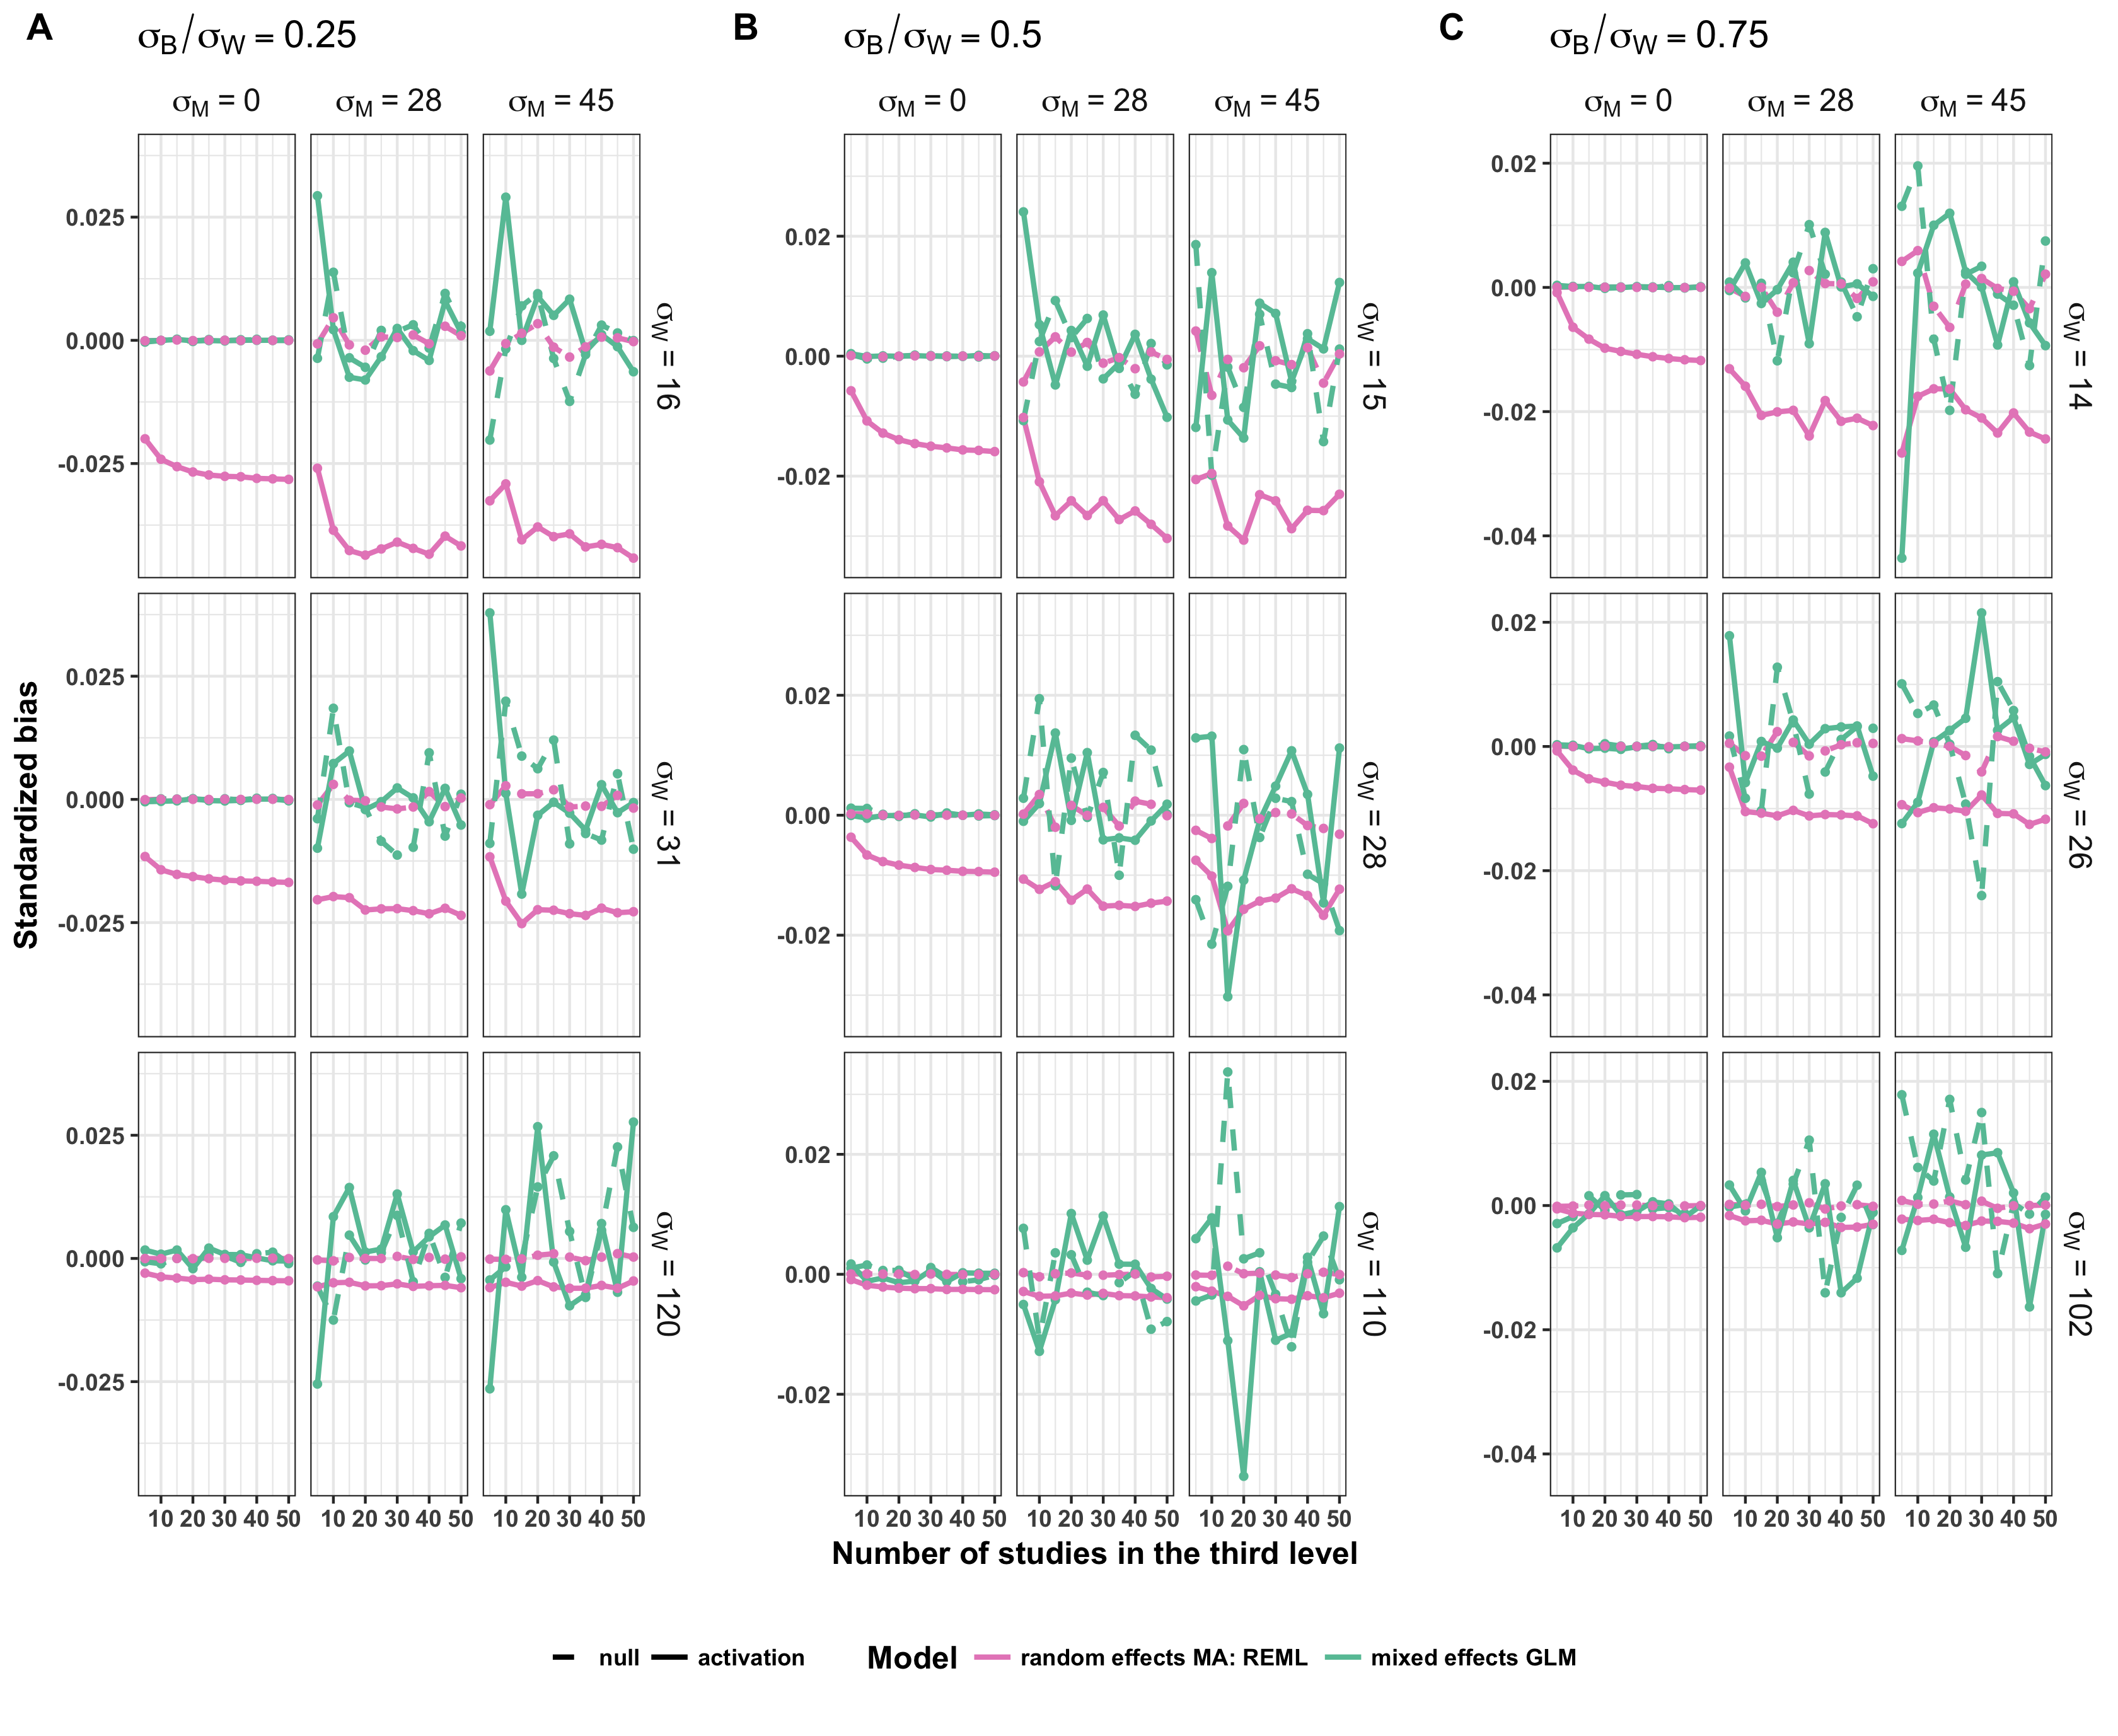 A σB/σW = 0.25 B σB/σW = 0.5 C σB/σW = 0.75
σM = 0 σM = 28 σM = 45 σM = 0 σM = 28 σM = 45 σM = 0 σM = 28 σM = 45
0.025
0.000
-0.025
σW = 16
0.02
0.00
-0.02
σW = 15
0.02
0.00
-0.02
-0.04
σW = 14
Standardized bias
0.025
0.000
-0.025
σW = 31
0.02
0.00
-0.02
σW = 28
0.02
0.00
-0.02
-0.04
σW = 26
0.025
0.000
-0.025
σW = 120
0.02
0.00
-0.02
σW = 110
0.02
0.00
-0.02
-0.04
σW = 102
10 20 30 40 50 10 20 30 40 50 10 20 30 40 50 10 20 30 40 50 10 20 30 40 50 10 20 30 40 50 10 20 30 40 50 10 20 30 40 50 10 20 30 40 50
Number of studies in the third level
null activation Model random effects MA: REML mixed effects GLM